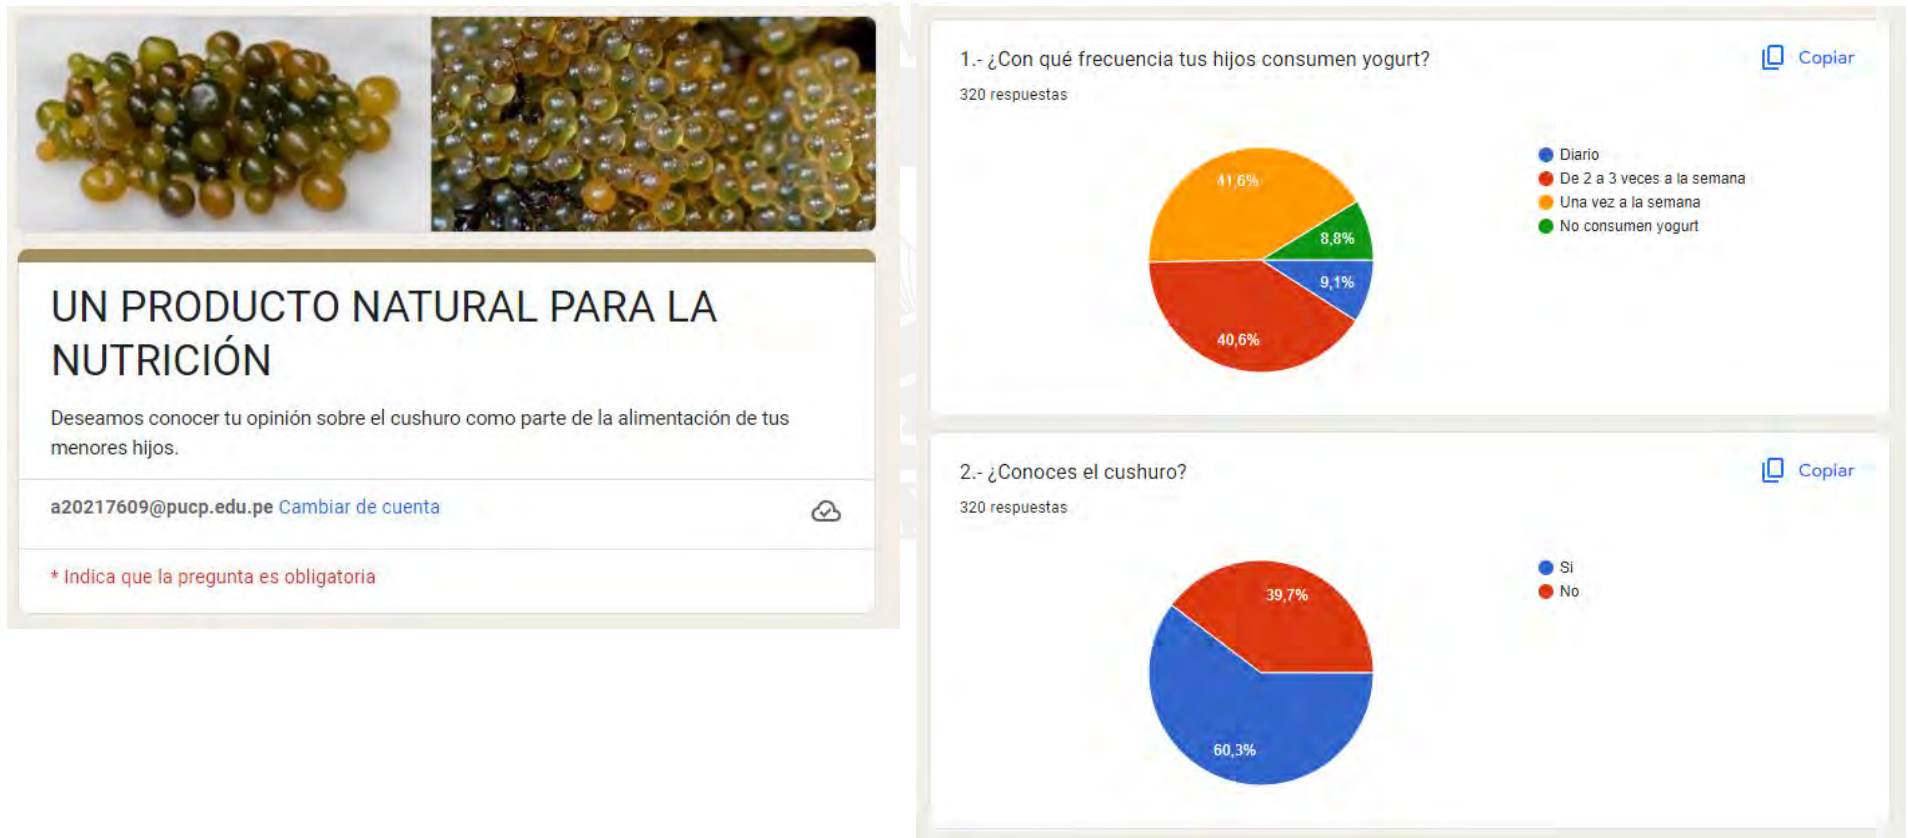 UN PRODUCTO NATURAL PARA LA
NUTRICIÓN
Deseamos conocer tu opinión sobre el cushuro como parte de la alimentación de tus
menores hijos.
a20217609@pucp.edu.pe Cambiar de cuenta
* Indica que la pregunta es obligatoria
1.- ¿Con qué frecuencia tus hijos consumen yogurt?
Copiar
320 respuestas
41,6%
8,8%
9,1%
40,6%
Diario
De 2 a 3 veces a la semana
Una vez a la semana
No consumen yogurt
2.- ¿Conoces el cushuro?
Copiar
320 respuestas
39,7%
60,3%
Si
No